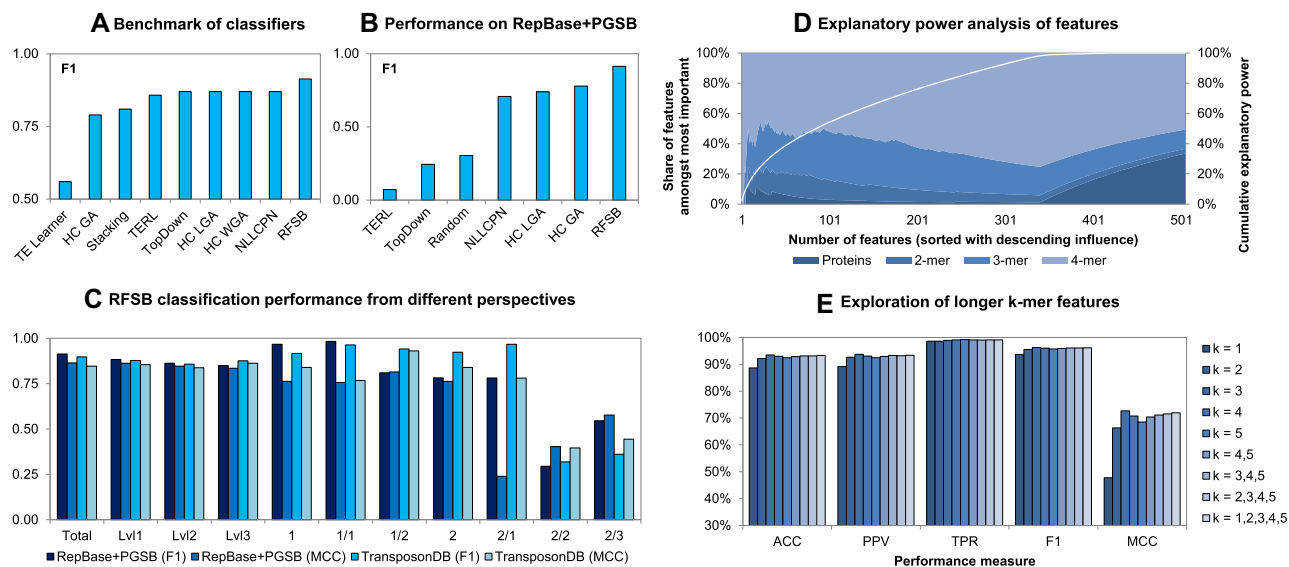 A Benchmark of classifiers
F1
1.00
0.75
0.50
TE Learner
HC GA
Stacking
TERL
TopDown
HC LGA
HC WGA
NLLCPN
RFSB
B Performance on RepBase+PGSB
F1
1.00
0.50
0.00
TERL
TopDown
Random
NLLCPN
HC LGA
HC GA
RFSB
D Explanatory power analysis of features
Share of features
amongst most important
100%
80%
60%
40%
20%
0%
1 101 201 301 401 501
100%
80%
60%
40%
20%
0%
Cumulative explanatory power
Number of features (sorted with descending influence)
Proteins 2-mer 3-mer 4-mer
C RFSB classification performance from different perspectives
1.00
0.75
0.50
0.25
0.00
Total Lvl1 Lvl2 Lvl3 1 1/1 1/2 2 2/1 2/2 2/3
RepBase+PGSB (F1) RepBase+PGSB (MCC) TransposonDB (F1) TransposonDB (MCC)
E Exploration of longer k-mer features
100%
90%
80%
70%
60%
50%
40%
30%
ACC PPV TPR F1 MCC
Performance measure
k = 1
k = 2
k = 3
k = 4
k = 5
k = 4,5
k = 3,4,5
k = 2,3,4,5
k = 1,2,3,4,5